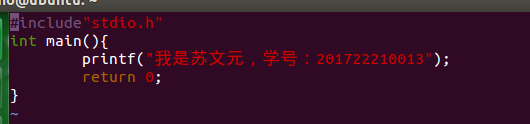 #include"stdio.h"
int main(){
        printf("我是苏文元，学号：201722210013");
        return 0;
}
~